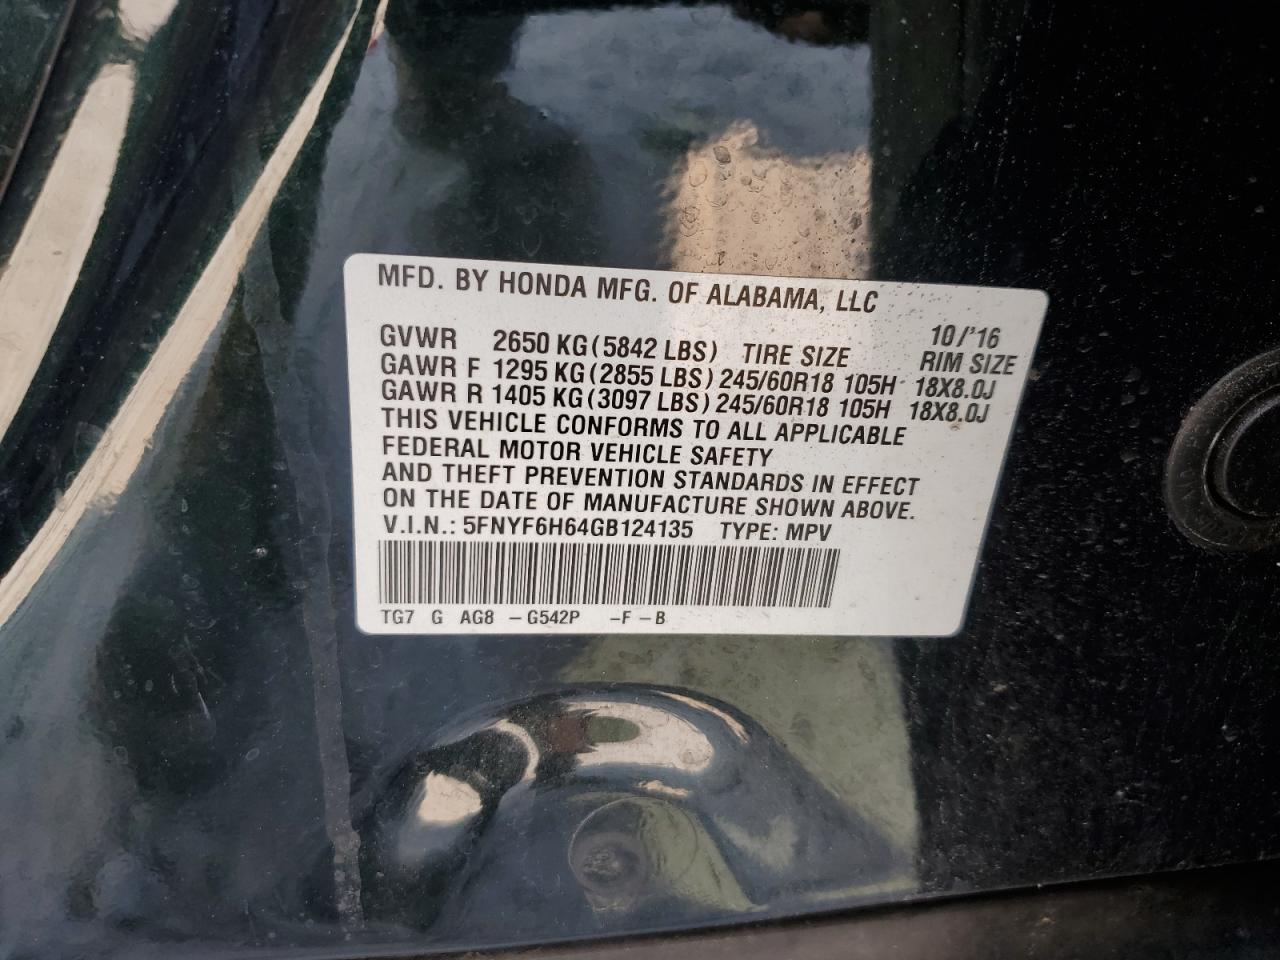 MFD. BY HONDA MFG. OF ALABAMA, LLC
10/'16
GVWR 2650 KG(5842 LBS) TIRE SIZE RIM SIZE
GAWR F 1295 KG(2855 LBS) 245/60R18 105H 18X8.0J
GAWR R 1405 KG(3097 LBS) 245/60R18 105H 18X8.0J
THIS VEHICLE CONFORMS TO ALL APPLICABLE
FEDERAL MOTOR VEHICLE SAFETY
AND THEFT PREVENTION STANDARDS IN EFFECT
ON THE DATE OF MANUFACTURE SHOWN ABOVE.
V.I.N.: 5FNYF6H64GB124135 TYPE: MPV
TG7 G AG8 -G542P -F-B